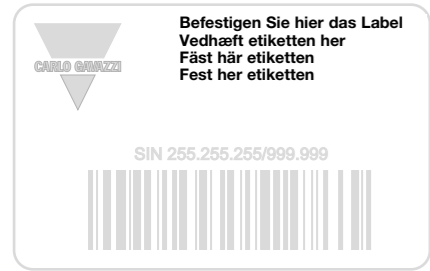 Befestigen Sie hier das Label
Vedhæft etiketten her
Fäst här etiketten
Fest her etiketten
CARLO GAVAZZI
SIN 255.255.255/999.999